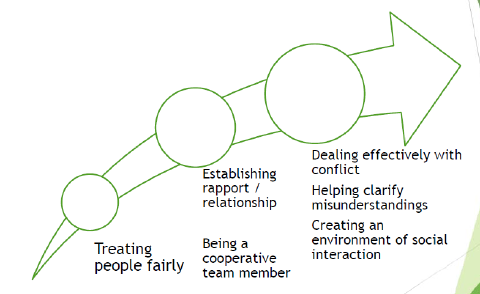 Treating
people fairly
Establishing
rapport /
relationship
Being a
cooperative
team member
Dealing effectively with
conflict
Helping clarify
misunderstandings
Creating an
environment of social
interaction